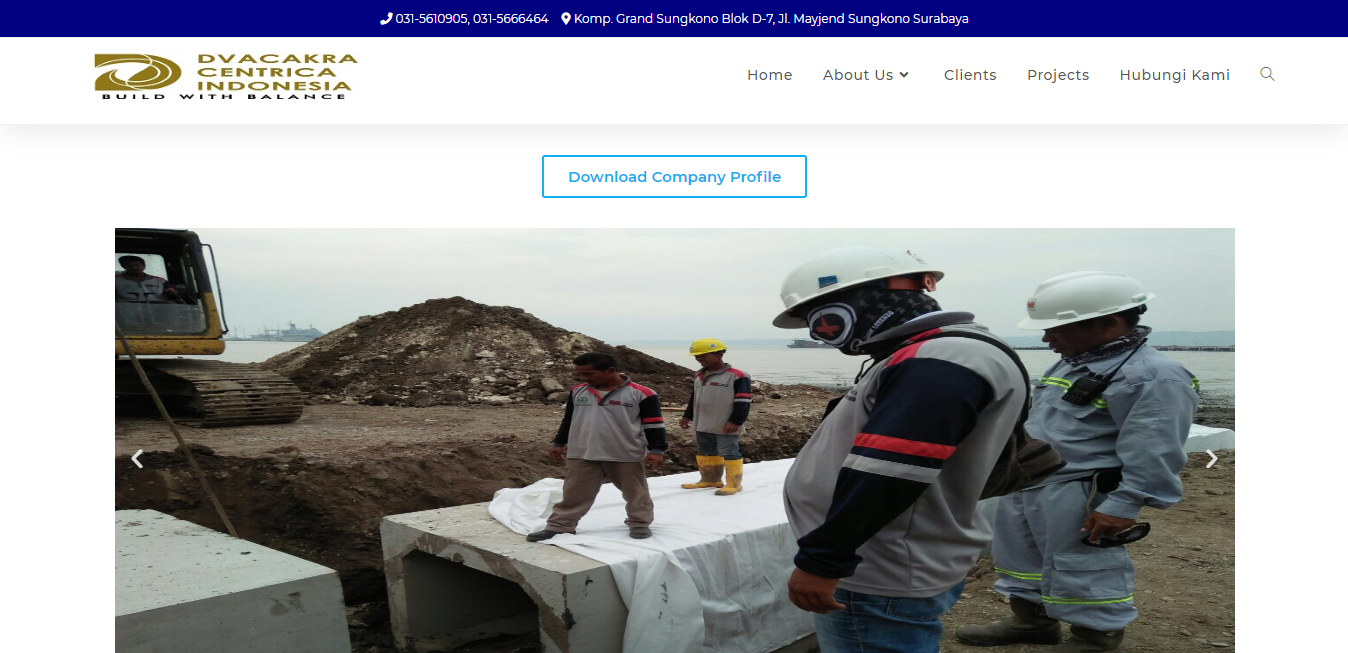 031-5610905, 031-5666464 Komp. Grand Sungkono Blok D-7, Jl. Mayjend Sungkono Surabaya
DVACAKRA
CENTRICA
INDONESIA
BUILD WITH BALANCE
Home About Us Clients Projects Hubungi Kami
Download Company Profile